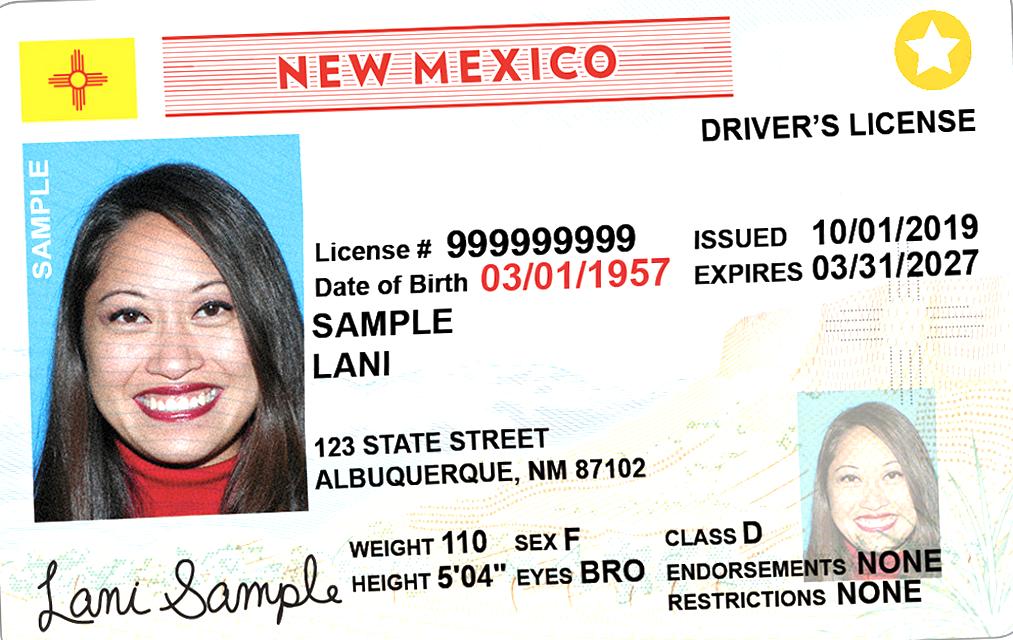 NEW MEXICO
DRIVER'S LICENSE
SAMPLE
License # 999999999
ISSUED 10/01/2019
Date of Birth 03/01/1957
EXPIRES 03/31/2027
SAMPLE
LANI
123 STATE STREET
ALBUQUERQUE, NM 87102
WEIGHT 110 SEX F
CLASS D
HEIGHT 5'04" EYES BRO
ENDORSEMENTS NONE
RESTRICTIONS NONE
Lani Sample